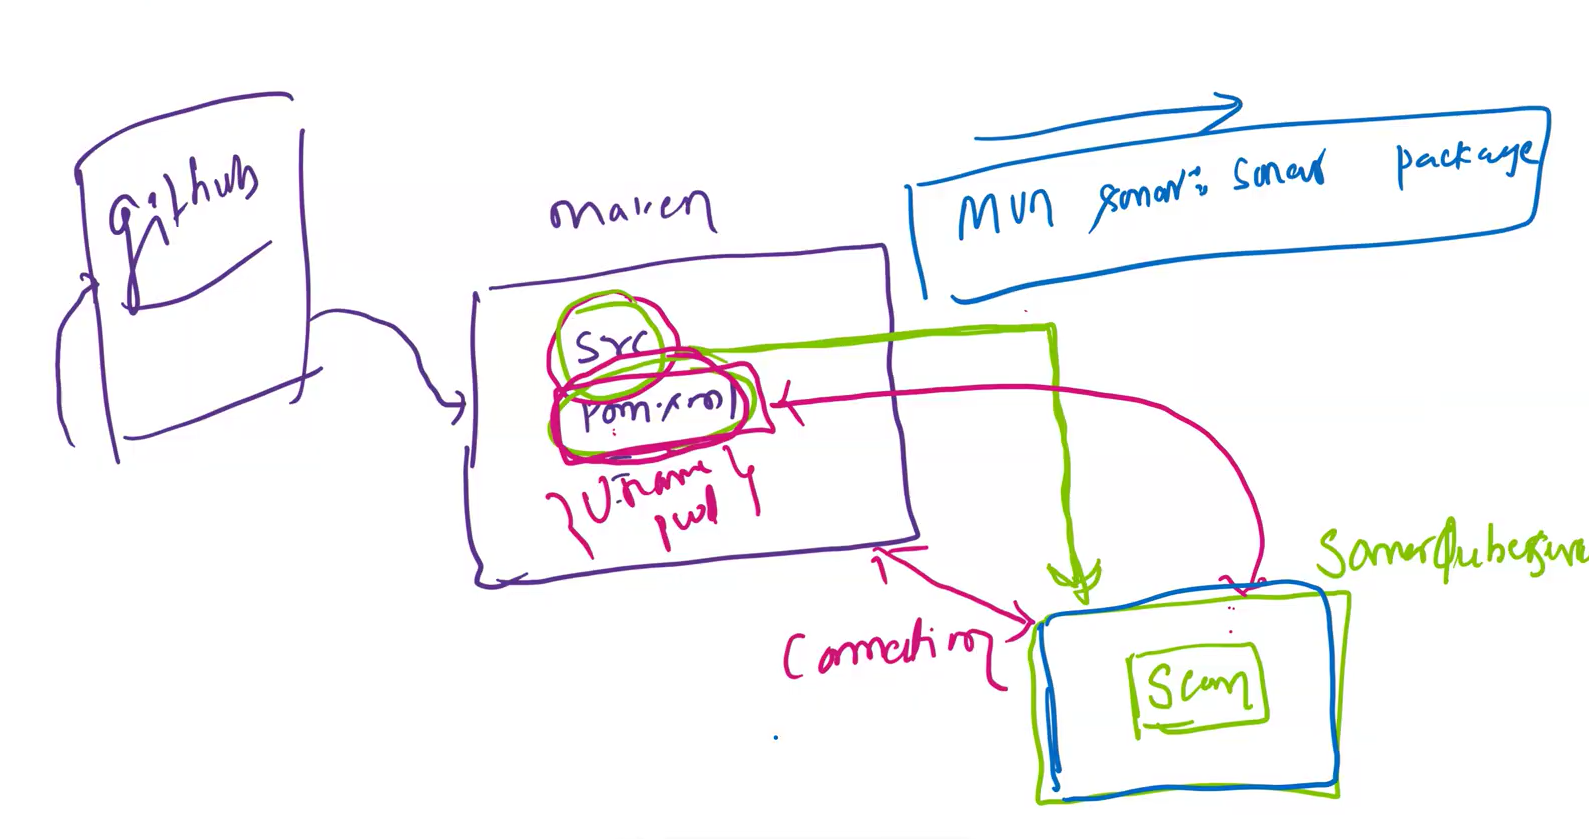 github
maven
MVN sonar:sonar package
src
pom.xml
U.name
pwd
Connection
Scan